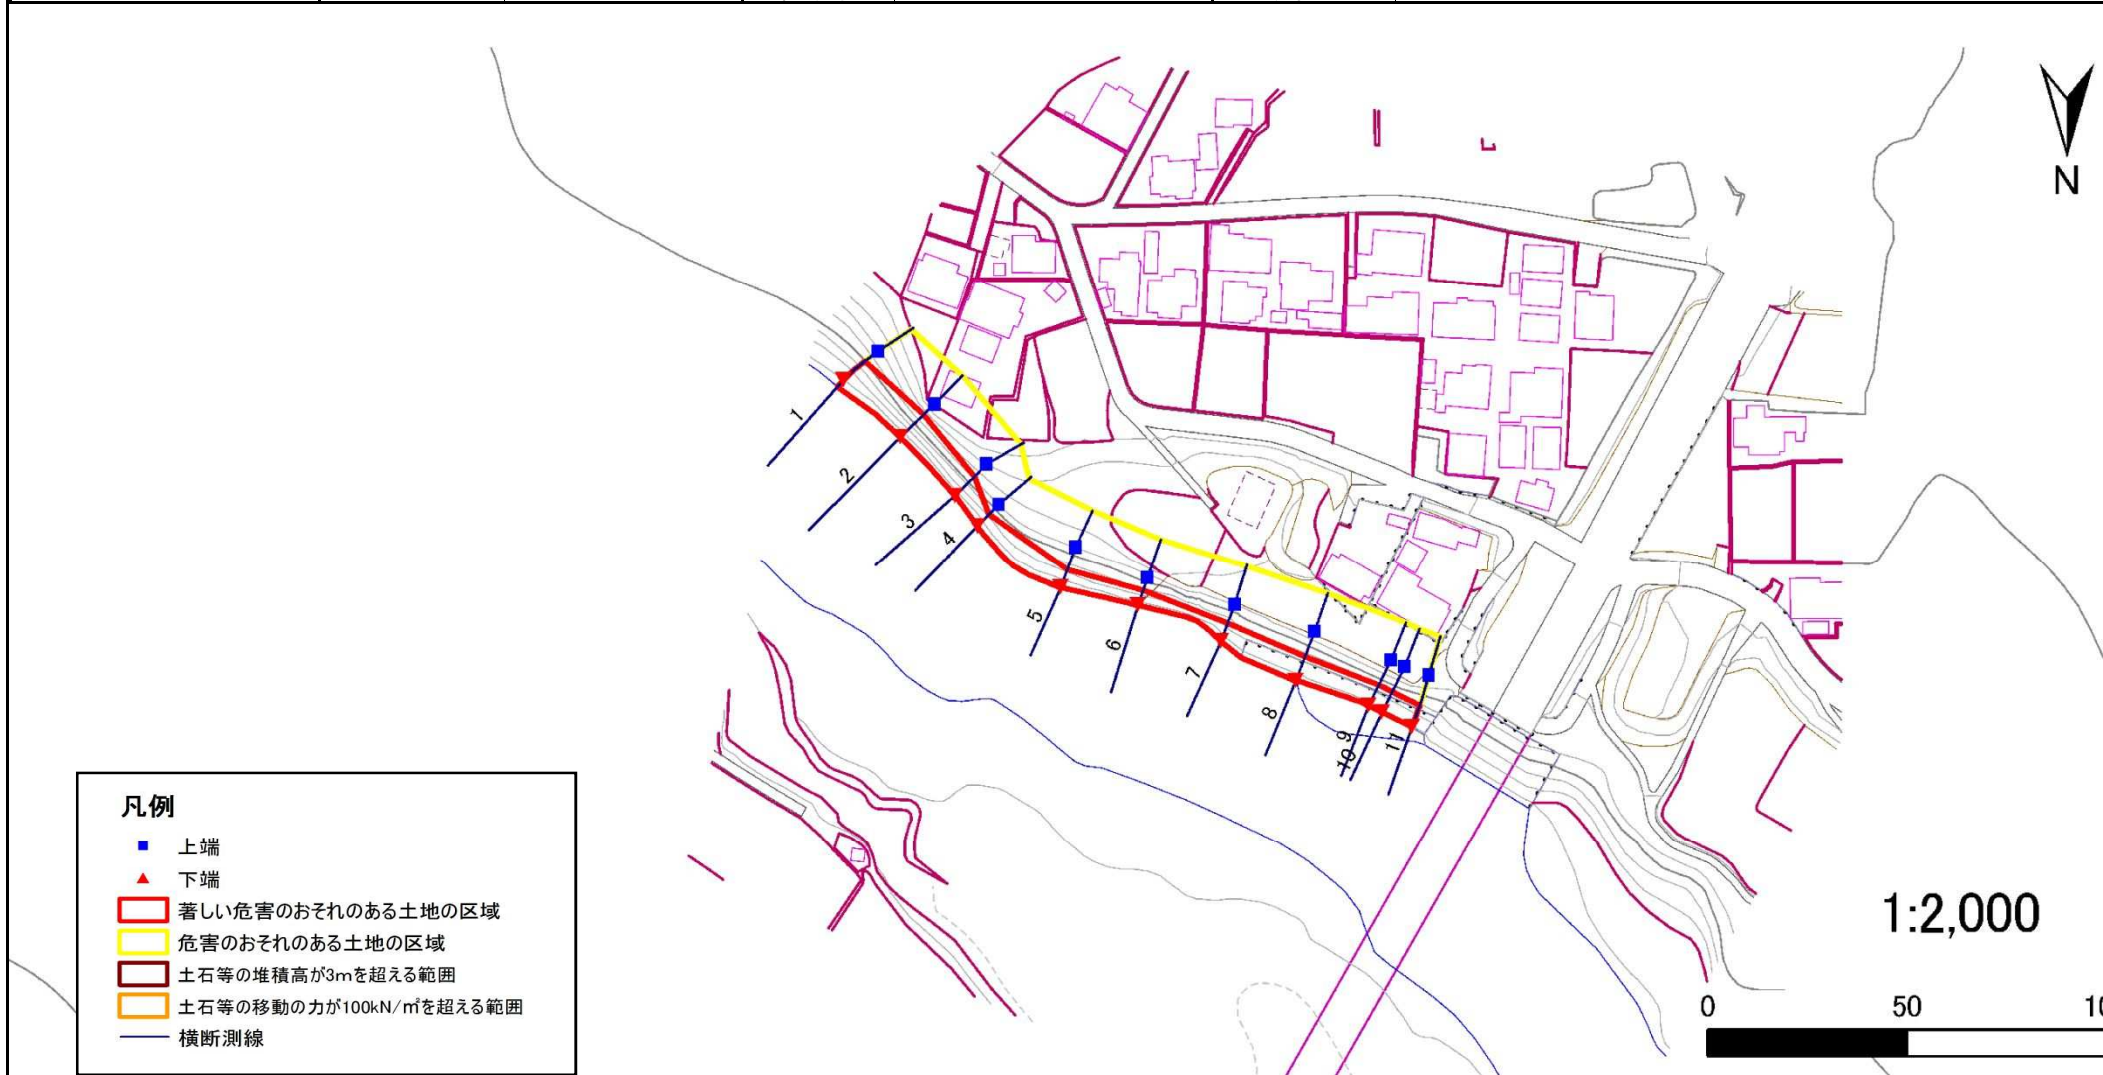 N
1
2
3
4
5
6
7
8
9
10
11
凡例
上端
下端
著しい危害のおそれのある土地の区域
危害のおそれのある土地の区域
土石等の堆積高が3mを超える範囲
土石等の移動の力が100kN/㎡を超える範囲
横断測線
1:2,000
0 50 10